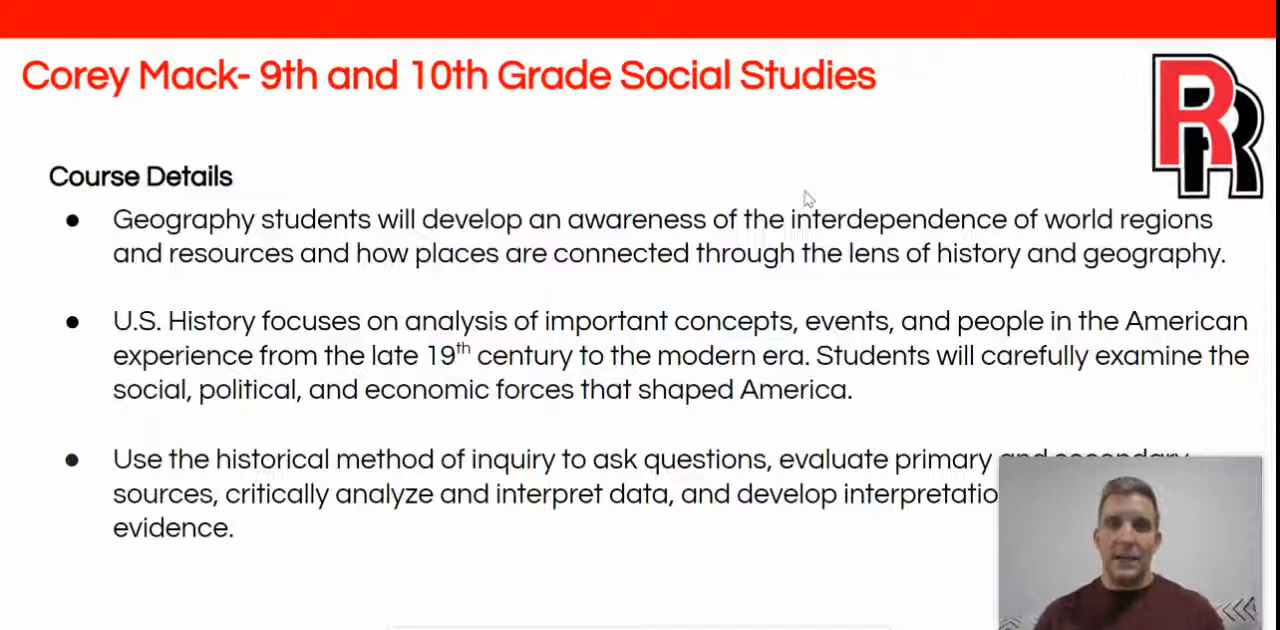 Corey Mack- 9th and 10th Grade Social Studies
RR
Course Details
● Geography students will develop an awareness of the interdependence of world regions
and resources and how places are connected through the lens of history and geography.
● U.S. History focuses on analysis of important concepts, events, and people in the American
experience from the late 19th century to the modern era. Students will carefully examine the
social, political, and economic forces that shaped America.
● Use the historical method of inquiry to ask questions, evaluate primary and secondary
sources, critically analyze and interpret data, and develop
evidence.